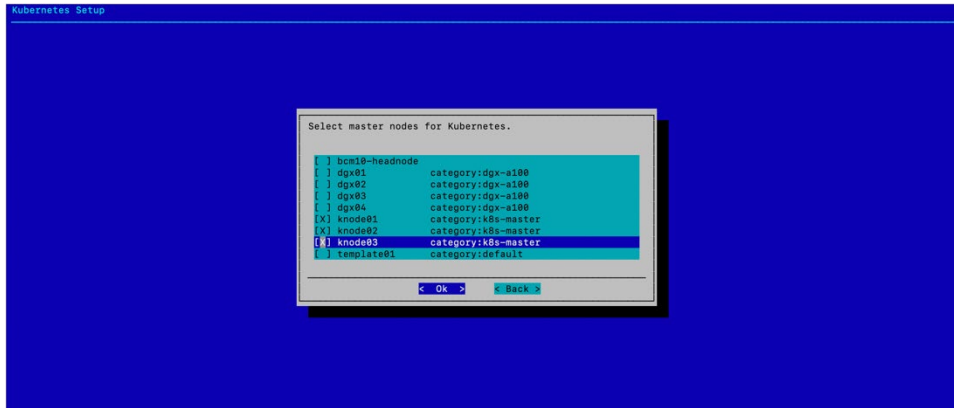 Kubernetes Setup
Select master nodes for Kubernetes.
[ ] bcm10-headnode
[ ] dgx01 category:dgx-a100
[ ] dgx02 category:dgx-a100
[ ] dgx03 category:dgx-a100
[ ] dgx04 category:dgx-a100
[X] knode01 category:k8s-master
[X] knode02 category:k8s-master
[X] knode03 category:k8s-master
[ ] template01 category:default
< Ok > < Back >